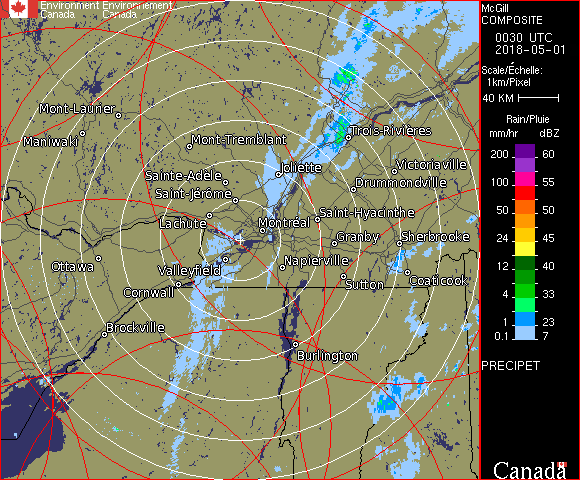 Environment Environnement
Canada Canada
McGill
COMPOSITE
0030 UTC
2018-05-01
Scale/Échelle:
1km/Pixel
40 KM
Rain/Pluie
mm/hr dBZ
200 60
100 55
50 50
24 45
12 40
4 33
1 23
0.1 7
PRECIPET
Mont-Laurier
Maniwaki
Mont-Tremblant
Trois-Rivières
Sainte-Adèle
Joliette
Victoriaville
Saint-Jérôme
Drummondville
Lachute
Montréal
Saint-Hyacinthe
Granby
Sherbrooke
Ottawa
Valleyfield
Napierville
Cornwall
Sutton
Coaticook
Brockville
Burlington
Canada